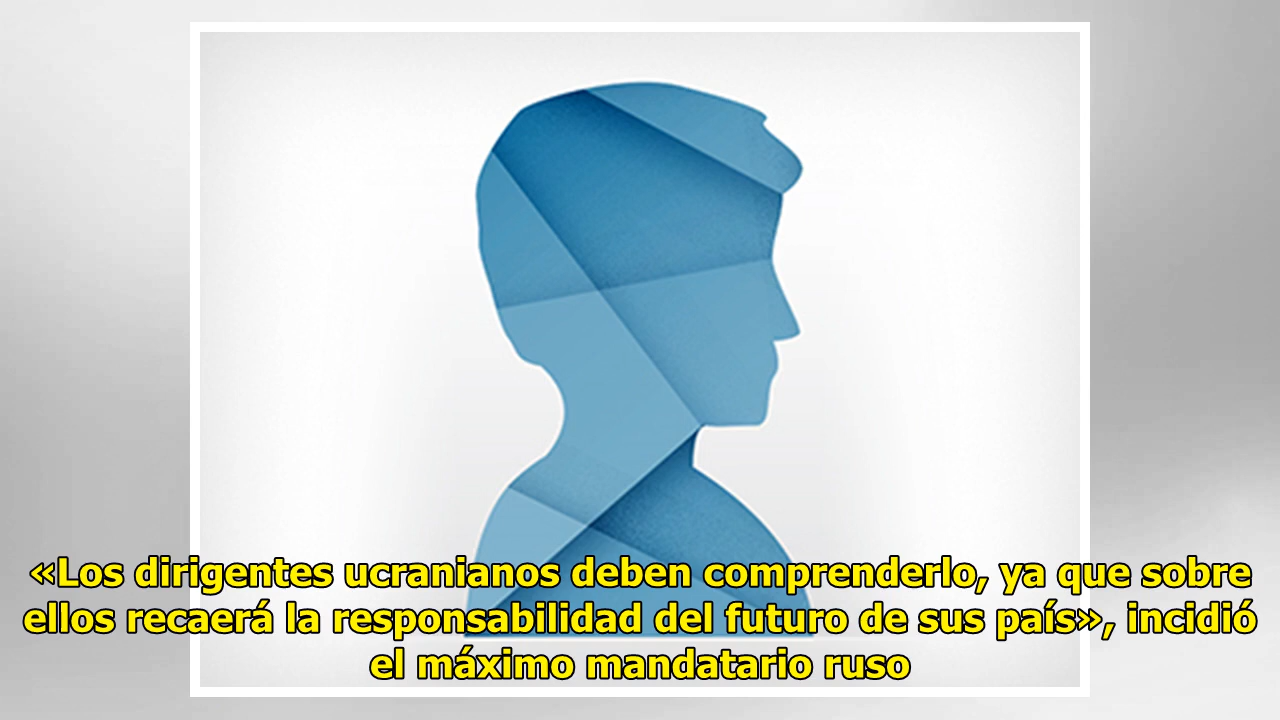 «Los dirigentes ucranianos deben comprenderlo, ya que sobre
ellos recaerá la responsabilidad del futuro de sus país», incidió
el máximo mandatario ruso